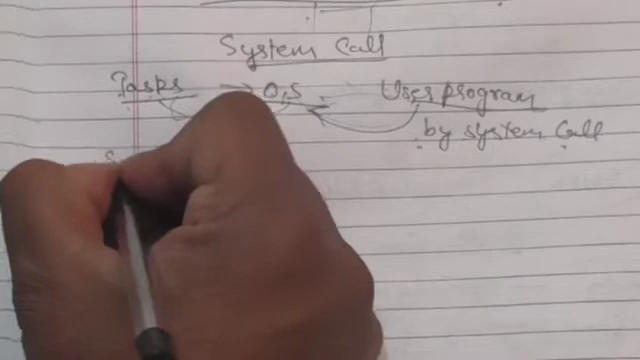 System Call
Tasks → O.S User program
by system Call